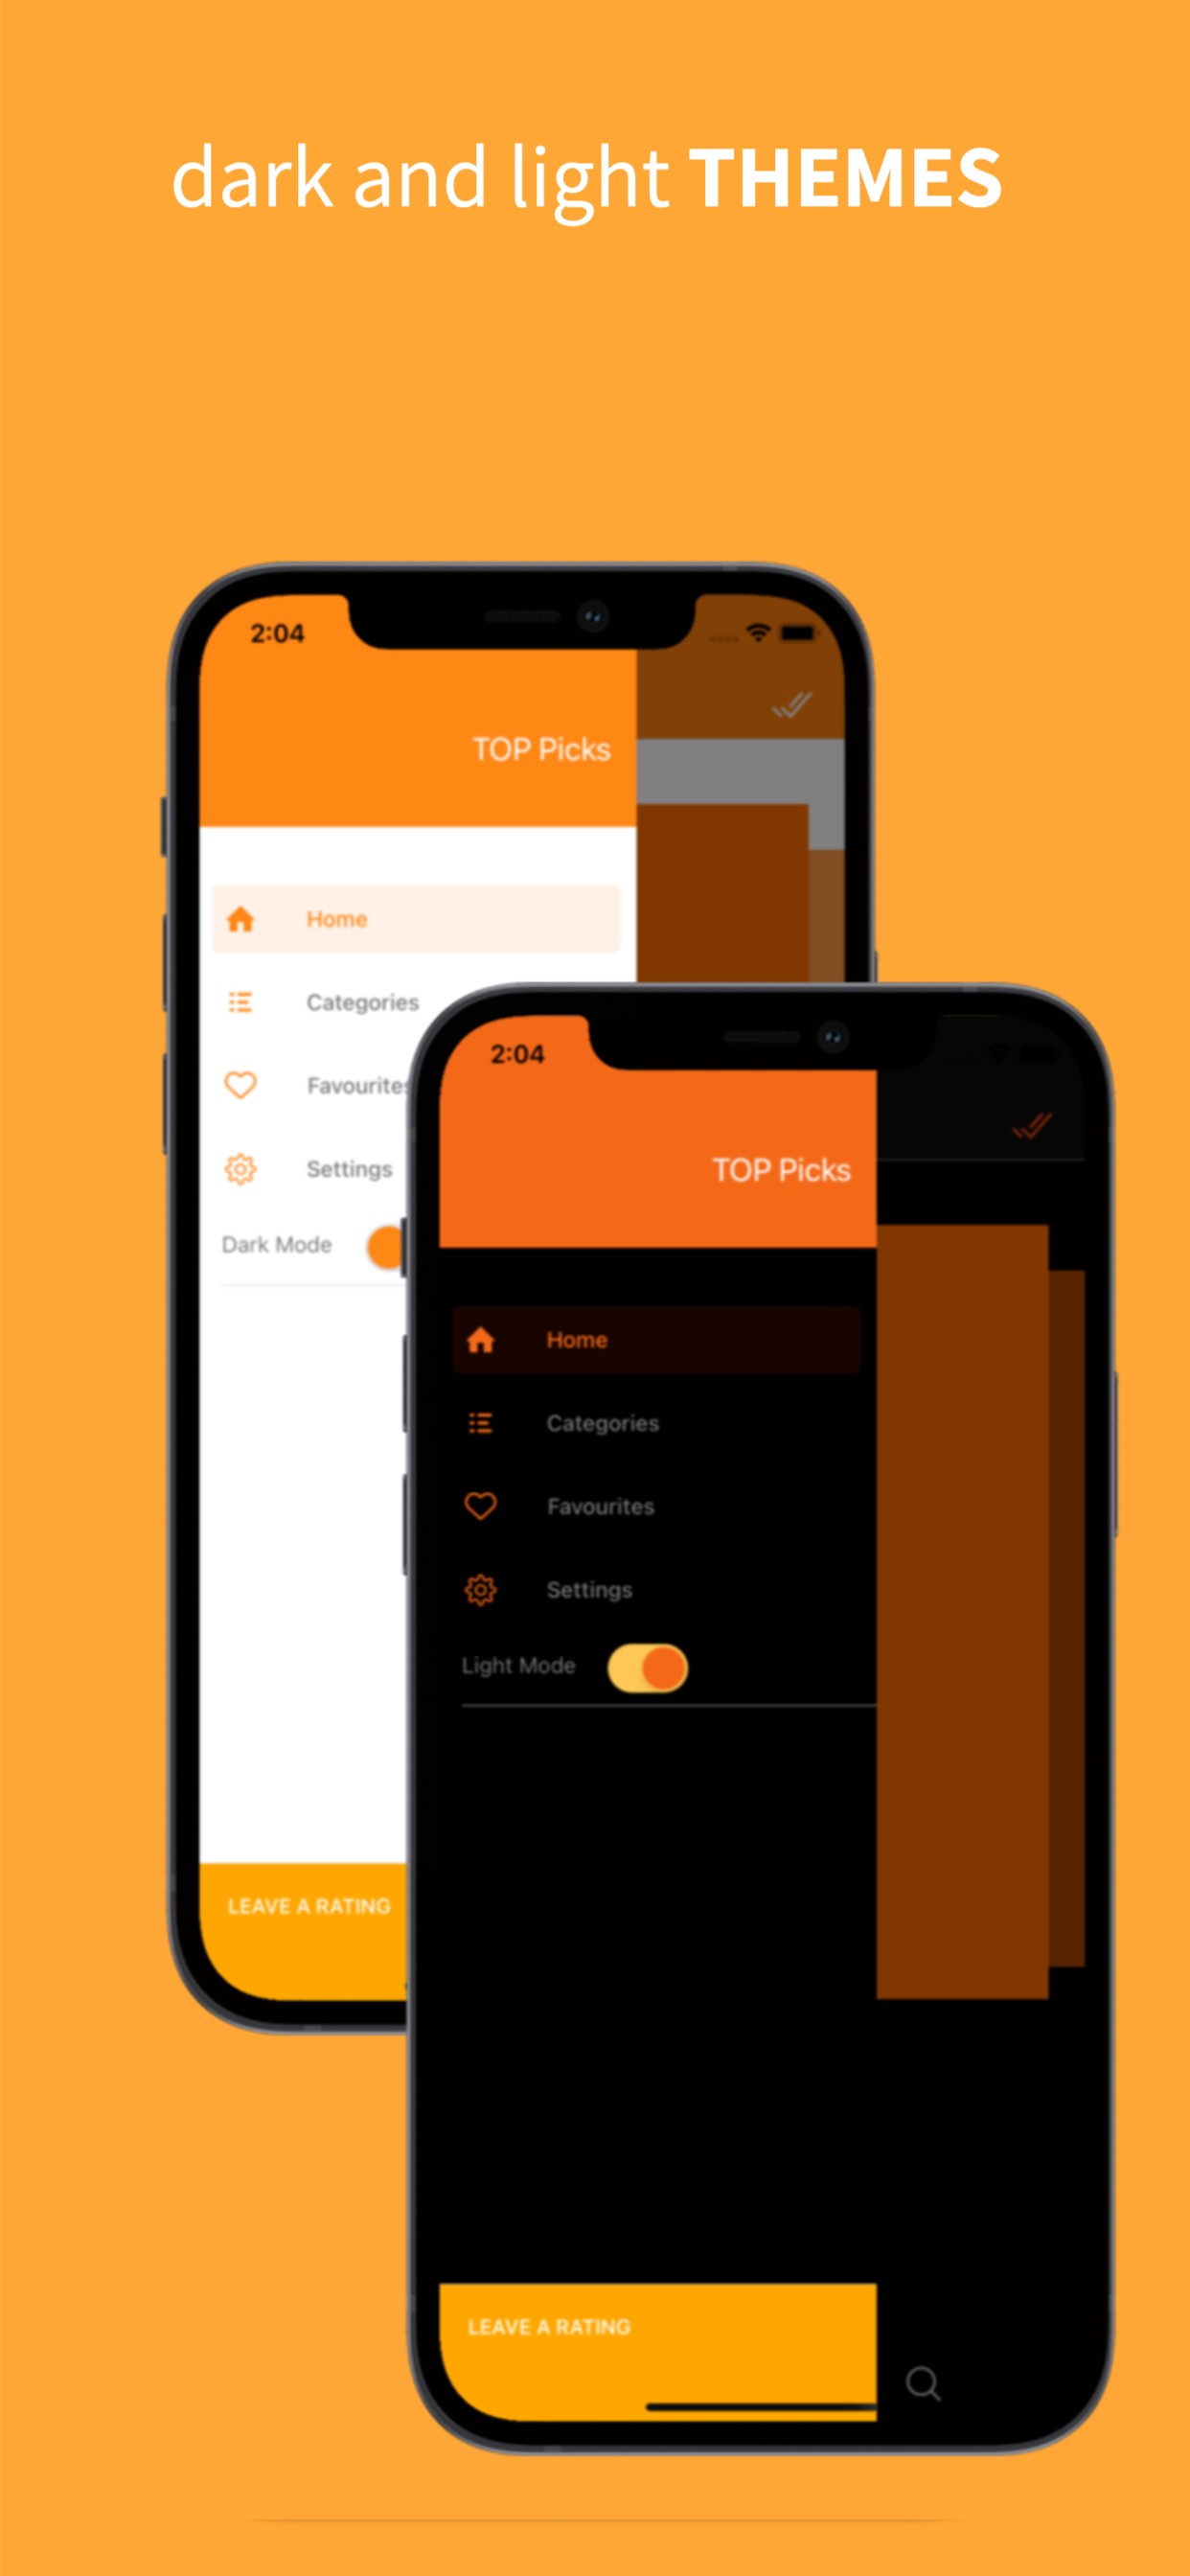 dark and light THEMES
2:04
TOP Picks
Home
Categories
Favourites
Settings
Dark Mode
LEAVE A RATING
2:04
TOP Picks
Home
Categories
Favourites
Settings
Light Mode
LEAVE A RATING